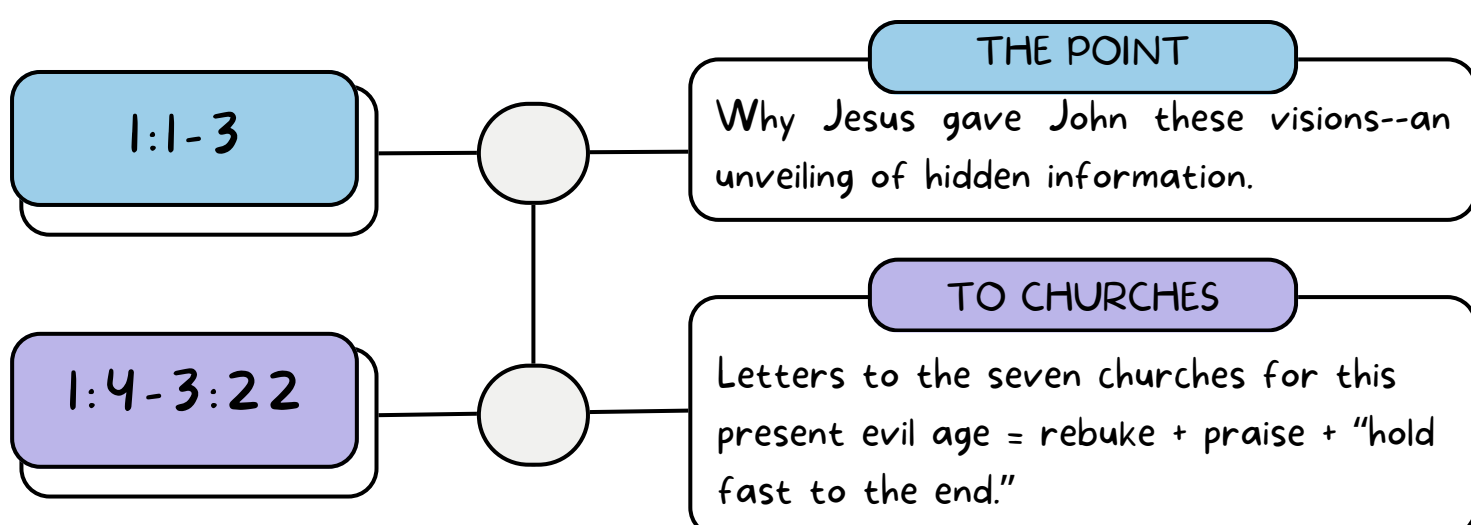 1:1-3
THE POINT
Why Jesus gave John these visions--an
unveiling of hidden information.
1:4-3:22
TO CHURCHES
Letters to the seven churches for this
present evil age = rebuke + praise + “hold
fast to the end.”